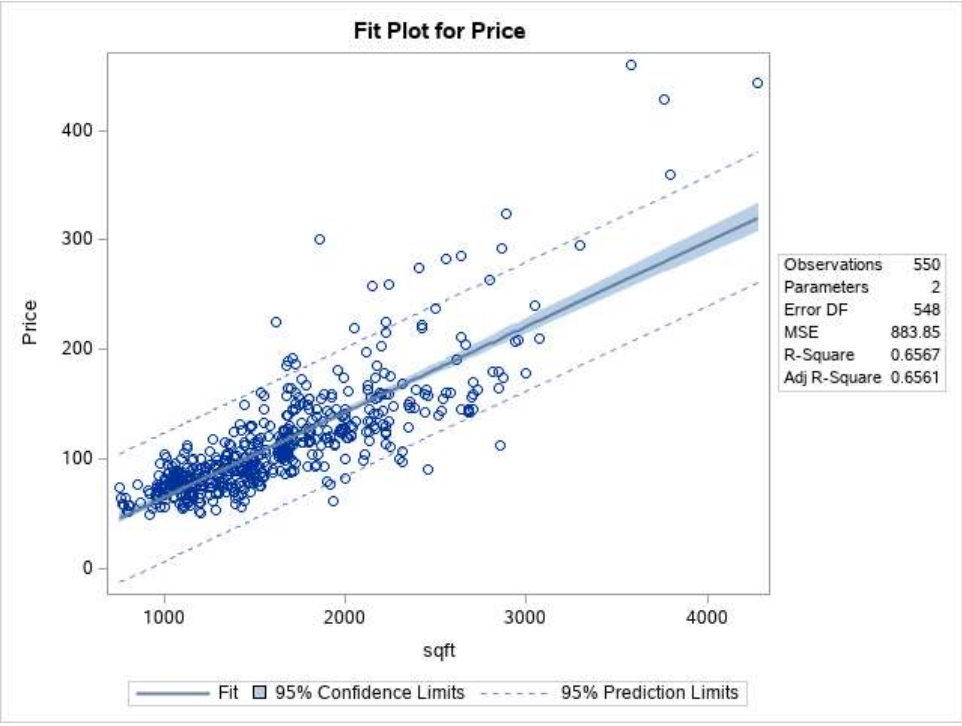 Fit Plot for Price
400
300
200
100
0
Price
1000 2000 3000 4000
sqft
Observations 550
Parameters 2
Error DF 548
MSE 883.85
R-Square 0.6567
Adj R-Square 0.6561
Fit 95% Confidence Limits 95% Prediction Limits